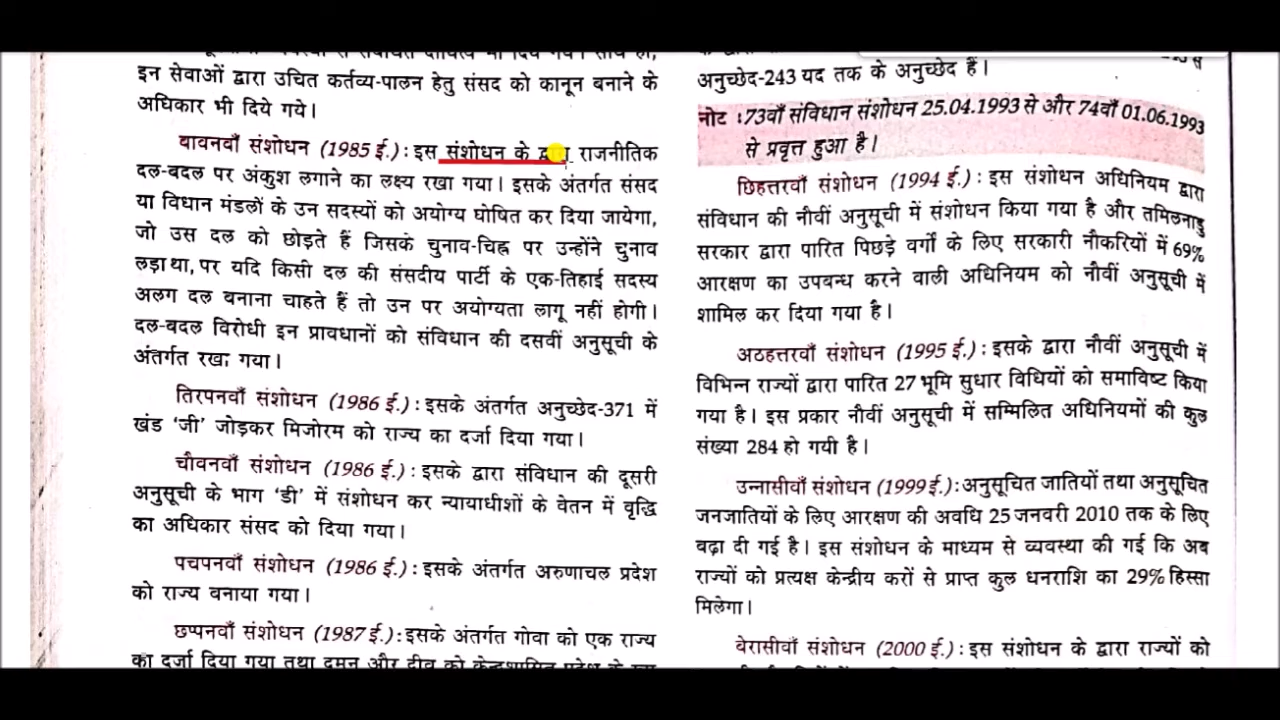 इन सेवाओं द्वारा उचित कर्तव्य-पालन हेतु संसद को कानून बनाने के
अधिकार भी दिये गये।
बावनवाँ संशोधन (1985 ई.) : इस संशोधन के द्वारा राजनीतिक
दल-बदल पर अंकुश लगाने का लक्ष्य रखा गया। इसके अंतर्गत संसद
या विधान मंडलों के उन सदस्यों को अयोग्य घोषित कर दिया जायेगा,
जो उस दल को छोड़ते हैं जिसके चुनाव-चिह्न पर उन्होंने चुनाव
लड़ा था, पर यदि किसी दल की संसदीय पार्टी के एक-तिहाई सदस्य
अलग दल बनाना चाहते हैं तो उन पर अयोग्यता लागू नहीं होगी।
दल-बदल विरोधी इन प्रावधानों को संविधान की दसवीं अनुसूची के
अंतर्गत रखा गया।
तिरपनवाँ संशोधन (1986 ई.) : इसके अंतर्गत अनुच्छेद-371 में
खंड ‘जी’ जोड़कर मिजोरम को राज्य का दर्जा दिया गया।
चौवनवाँ संशोधन (1986 ई.) : इसके द्वारा संविधान की दूसरी
अनुसूची के भाग ‘डी’ में संशोधन कर न्यायाधीशों के वेतन में वृद्धि
का अधिकार संसद को दिया गया।
पचपनवाँ संशोधन (1986 ई.) : इसके अंतर्गत अरुणाचल प्रदेश
को राज्य बनाया गया।
छप्पनवाँ संशोधन (1987 ई.) : इसके अंतर्गत गोवा को एक राज्य
का दर्जा दिया गया तथा दमन और दीव को केन्द्रशासित प्रदेश के
अनुच्छेद-243 यद तक के अनुच्छेद हैं।
नोट : 73वाँ संविधान संशोधन 25.04.1993 से और 74वाँ 01.06.1993
से प्रवृत्त हुआ है।
छिहत्तरवाँ संशोधन (1994 ई.) : इस संशोधन अधिनियम द्वारा
संविधान की नौवीं अनुसूची में संशोधन किया गया है और तमिलनाडु
सरकार द्वारा पारित पिछड़े वर्गों के लिए सरकारी नौकरियों में 69%
आरक्षण का उपबन्ध करने वाली अधिनियम को नौवीं अनुसूची में
शामिल कर दिया गया है।
अठहत्तरवाँ संशोधन (1995 ई.) : इसके द्वारा नौवीं अनुसूची में
विभिन्न राज्यों द्वारा पारित 27 भूमि सुधार विधियों को समाविष्ट किया
गया है। इस प्रकार नौवीं अनुसूची में सम्मिलित अधिनियमों की कुल
संख्या 284 हो गयी है।
उन्नासीवाँ संशोधन (1999 ई.) : अनुसूचित जातियों तथा अनुसूचित
जनजातियों के लिए आरक्षण की अवधि 25 जनवरी 2010 तक के लिए
बढ़ा दी गई है। इस संशोधन के माध्यम से व्यवस्था की गई कि अब
राज्यों को प्रत्यक्ष केन्द्रीय करों से प्राप्त कुल धनराशि का 29% हिस्सा
मिलेगा।
बेरासीवाँ संशोधन (2000 ई.) : इस संशोधन के द्वारा राज्यों को